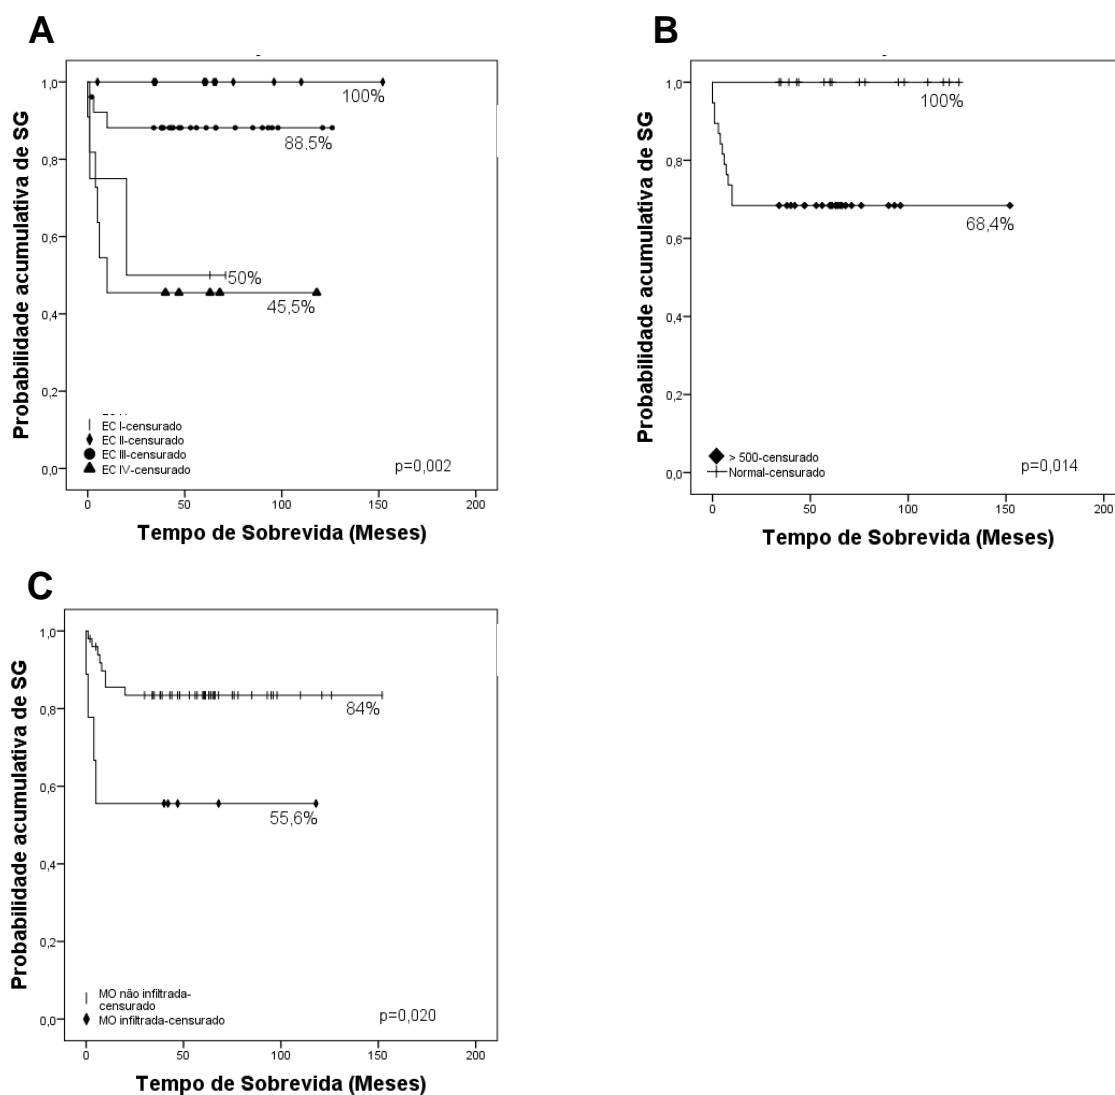 A
Probabilidade acumulativa de SG
1,0
0,8
0,6
0,4
0,2
0,0
100%
88,5%
50%
45,5%
EC I-censurado
EC II-censurado
EC III-censurado
EC IV-censurado
p=0,002
0 50 100 150 200
Tempo de Sobrevida (Meses)
B
Probabilidade acumulativa de SG
1,0
0,8
0,6
0,4
0,2
0,0
100%
68,4%
> 500-censurado
Normal-censurado
p=0,014
0 50 100 150 200
Tempo de Sobrevida (Meses)
C
Probabilidade acumulativa de SG
1,0
0,8
0,6
0,4
0,2
0,0
84%
55,6%
MO não infiltrada-
censurado
MO infiltrada-censurado
p=0,020
0 50 100 150 200
Tempo de Sobrevida (Meses)